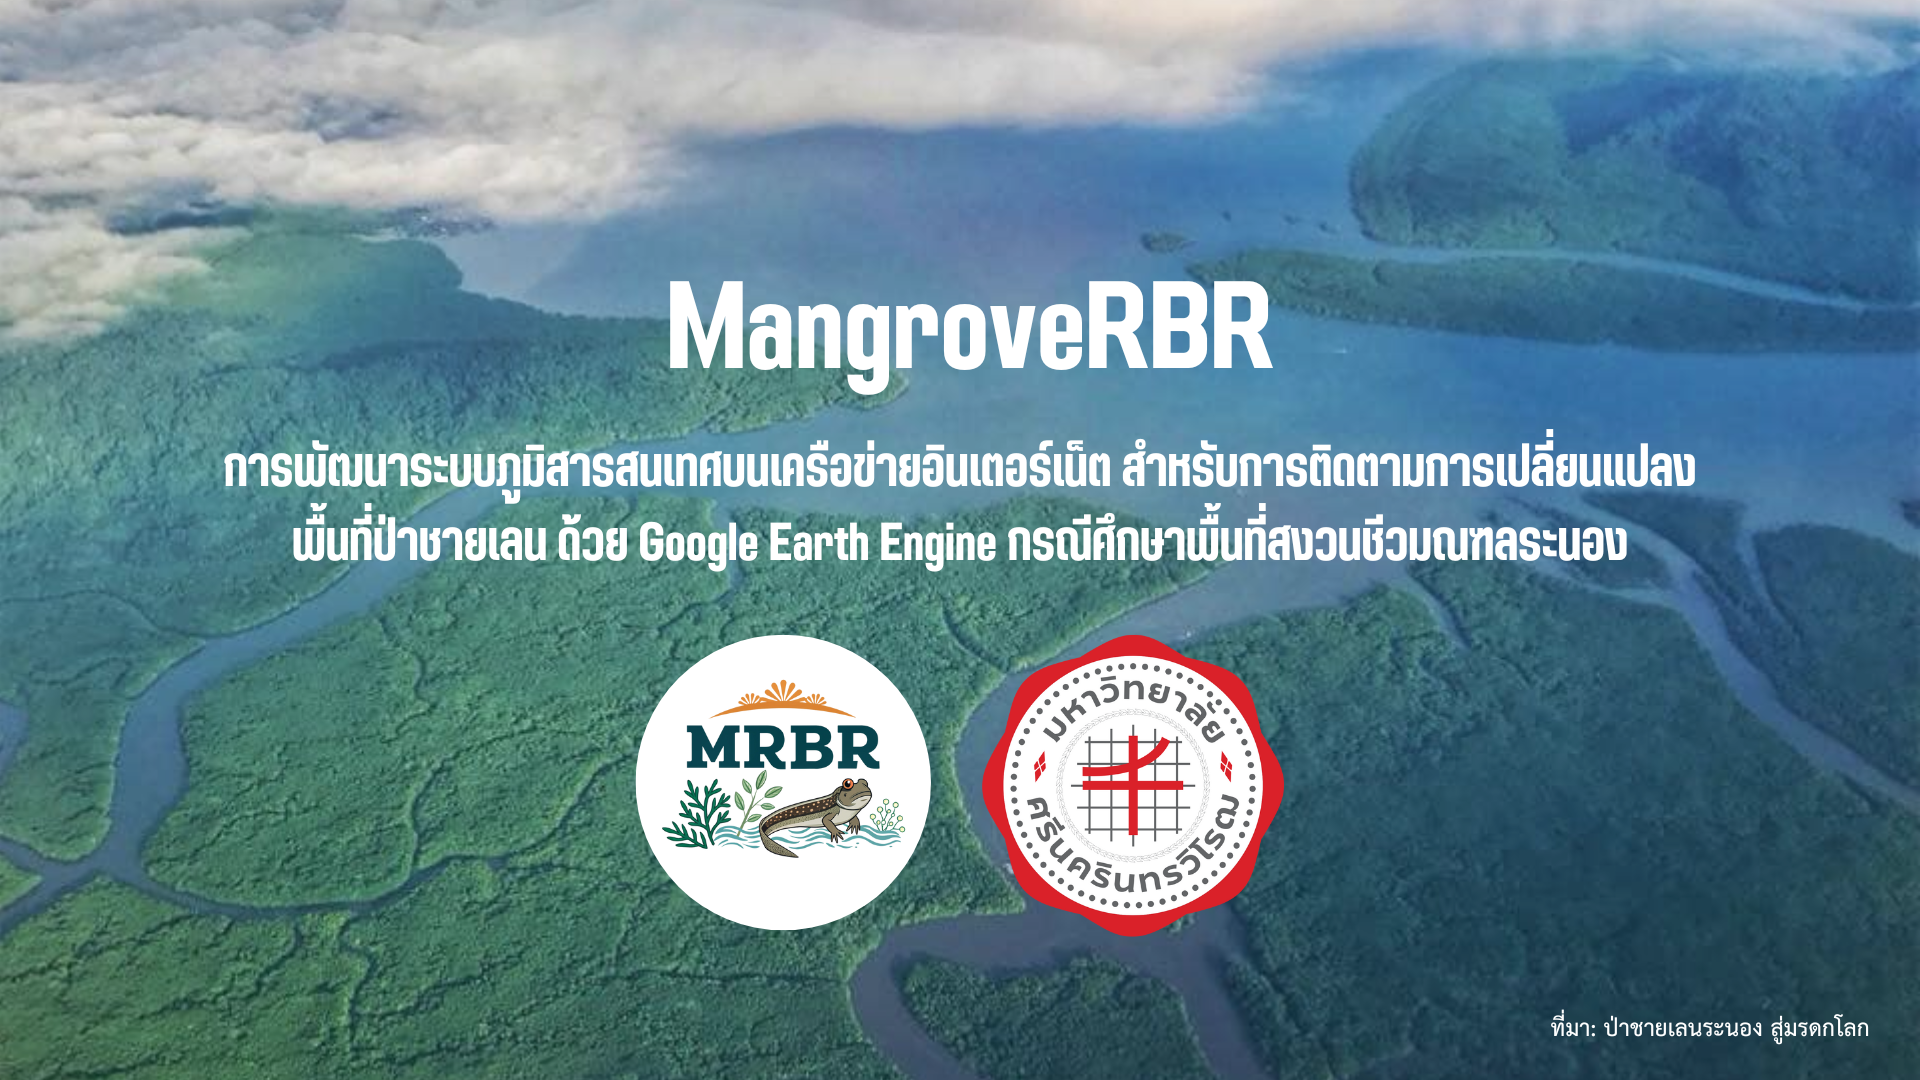 MangroveRBR
การพัฒนาระบบภูมิสารสนเทศบนเครือข่ายอินเตอร์เน็ต สำหรับการติดตามการเปลี่ยนแปลง
พื้นที่ป่าชายเลน ด้วย Google Earth Engine กรณีศึกษาพื้นที่สงวนชีวมณฑลระนอง
MRBR
มหาวิทยาลัย
ศรีนครินทรวิโรฒ
ที่มา: ป่าชายเลนระนอง สู่มรดกโลก